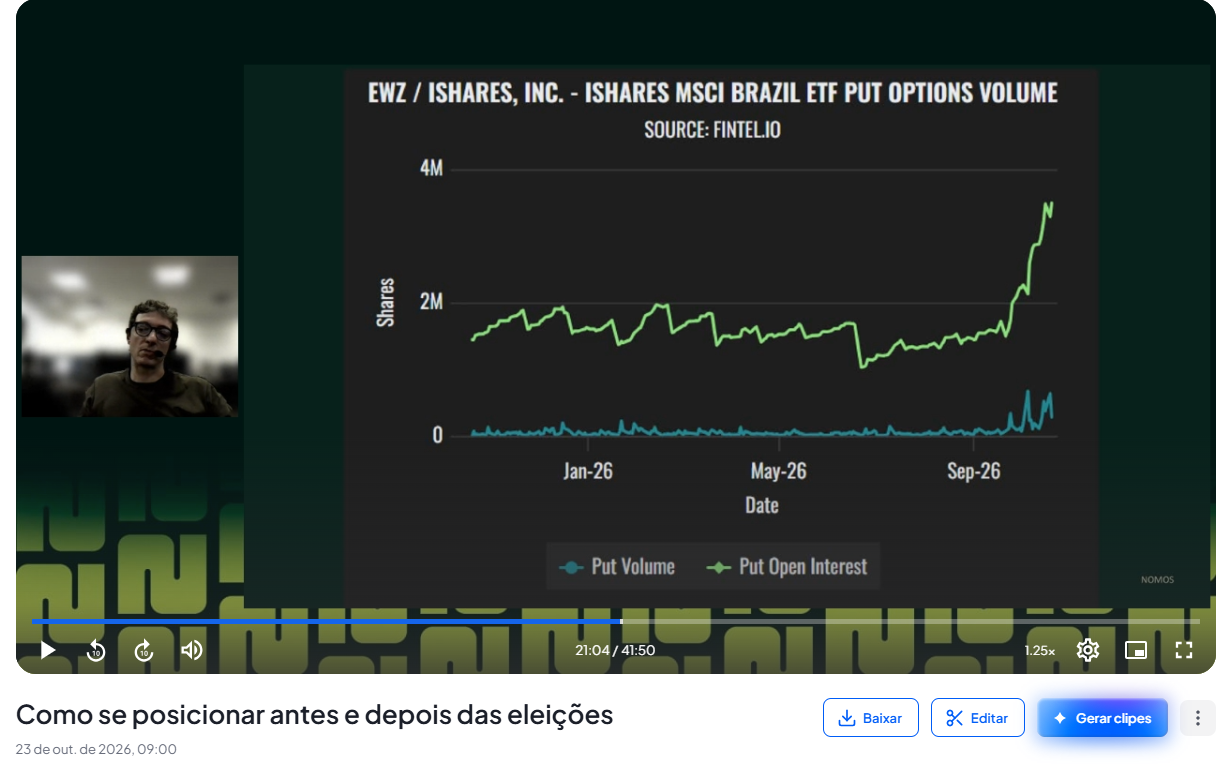 EWZ / ISHARES, INC. - ISHARES MSCI BRAZIL ETF PUT OPTIONS VOLUME
SOURCE: FINTEL.IO
4M
2M
0
Shares
Jan-26
May-26
Sep-26
Date
Put Volume
Put Open Interest
NOMOS
10
10
21:04 / 41:50
1.25×
Como se posicionar antes e depois das eleições
Baixar
Editar
Gerar clipes
23 de out. de 2026, 09:00